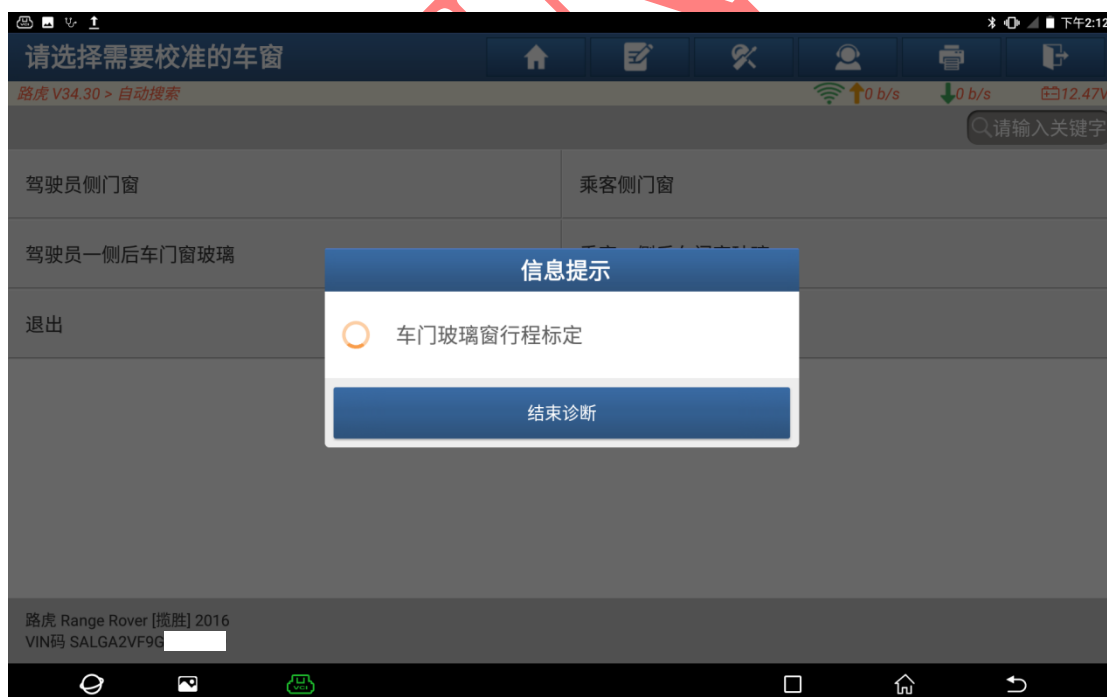 下午2:12
请选择需要校准的车窗
路虎 V34.30 > 自动搜索
0 b/s
0 b/s
12.47V
请输入关键字
驾驶员侧门窗
乘客侧门窗
驾驶员一侧后车门窗玻璃
信息提示
退出
车门玻璃窗行程标定
结束诊断
路虎 Range Rover [揽胜] 2016
VIN码 SALGA2VF9G
VCI